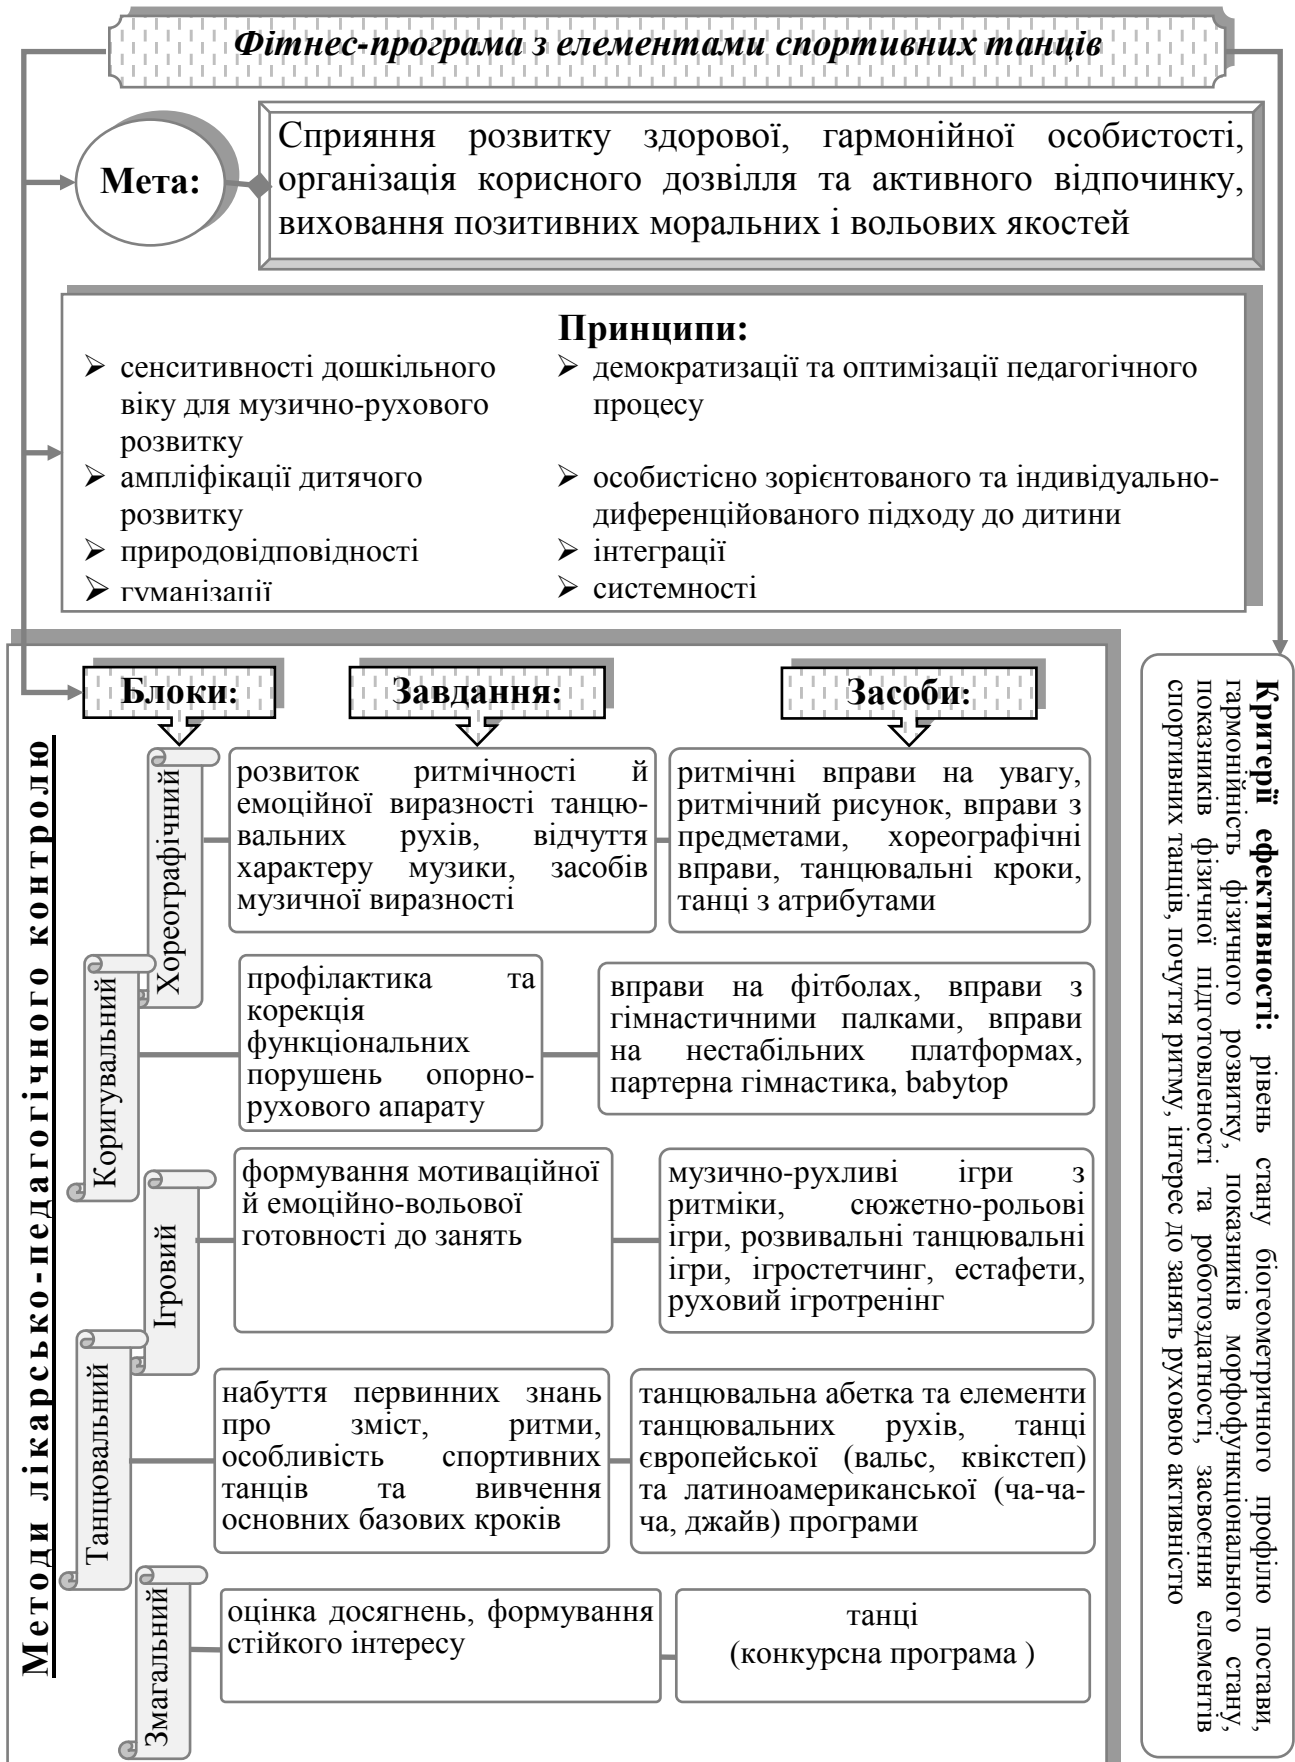 Фітнес-програма з елементами спортивних танців
Мета:
Сприяння розвитку здорової, гармонійної особистості,
організація корисного дозвілля та активного відпочинку,
виховання позитивних моральних і вольових якостей
Принципи:
сенситивності дошкільного
віку для музично-рухового
розвитку
ампліфікації дитячого
розвитку
природовідповідності
гуманізації
демократизації та оптимізації педагогічного
процесу
особистісно зорієнтованого та індивідуально-
диференційованого підходу до дитини
інтеграції
системності
Методи лікарсько-педагогічного контролю
Блоки:
Завдання:
Засоби:
Хореографічний
розвиток ритмічності й
емоційної виразності танцю-
вальних рухів, відчуття
характеру музики, засобів
музичної виразності
ритмічні вправи на увагу,
ритмічний рисунок, вправи з
предметами, хореографічні
вправи, танцювальні кроки,
танці з атрибутами
Коригувальний
профілактика та
корекція
функціональних
порушень опорно-
рухового апарату
вправи на фітболах, вправи з
гімнастичними палками, вправи
на нестабільних платформах,
партерна гімнастика, babytop
Ігровий
формування мотиваційної
й емоційно-вольової
готовності до занять
музично-рухливі ігри з
ритміки, сюжетно-рольові
ігри, розвивальні танцювальні
ігри, ігростетчинг, естафети,
руховий ігротренінг
Танцювальний
набуття первинних знань
про зміст, ритми,
особливість спортивних
танців та вивчення
основних базових кроків
танцювальна абетка та елементи
танцювальних рухів, танці
європейської (вальс, квікстеп)
та латиноамериканської (ча-ча-
ча, джайв) програми
Змагальний
оцінка досягнень, формування
стійкого інтересу
танці
(конкурсна програма )
Критерії ефективності: рівень стану біогеометричного профілю постави,
гармонійність фізичного розвитку, показників морфофункціонального стану,
показників фізичної підготовленості та роботоздатності, засвоєння елементів
спортивних танців, почуття ритму, інтерес до занять руховою активністю